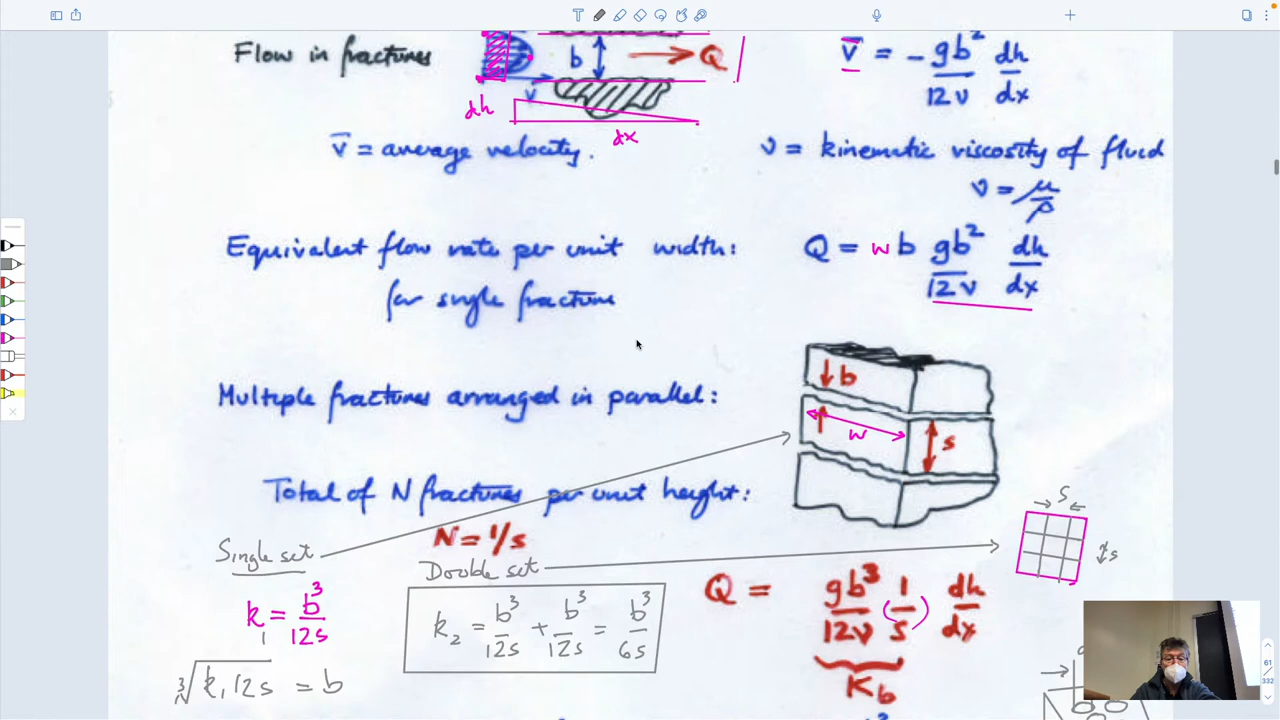 Flow in fractures
b
Q
v
v̄ = - gb²/12ν dh/dx
dh
dx
v̄ = average velocity.
ν = kinematic viscosity of fluid
ν = μ/ρ
Equivalent flow rate per unit width:
for single fracture
Q = w b gb²/12ν dh/dx
Multiple fractures arranged in parallel:
b
w
s
Total of N fractures per unit height:
N = 1/s
Single set
Double set
S
s
k₁ = b³/12s
k₂ = b³/12s + b³/12s = b³/6s
Q = gb³/12ν (1/s) dh/dx
K_b
∛k₁12s = b
61
332